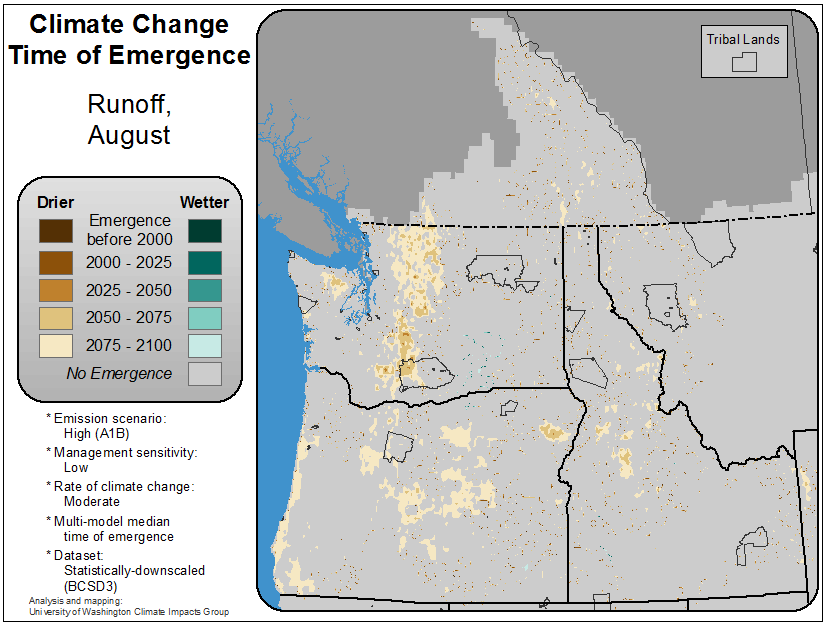 Climate Change
Time of Emergence
Runoff,
August
Drier Wetter
Emergence
before 2000
2000 - 2025
2025 - 2050
2050 - 2075
2075 - 2100
No Emergence
* Emission scenario:
High (A1B)
* Management sensitivity:
Low
* Rate of climate change:
Moderate
* Multi-model median
time of emergence
* Dataset:
Statistically-downscaled
(BCSD3)
Analysis and mapping:
University of Washington Climate Impacts Group
Tribal Lands